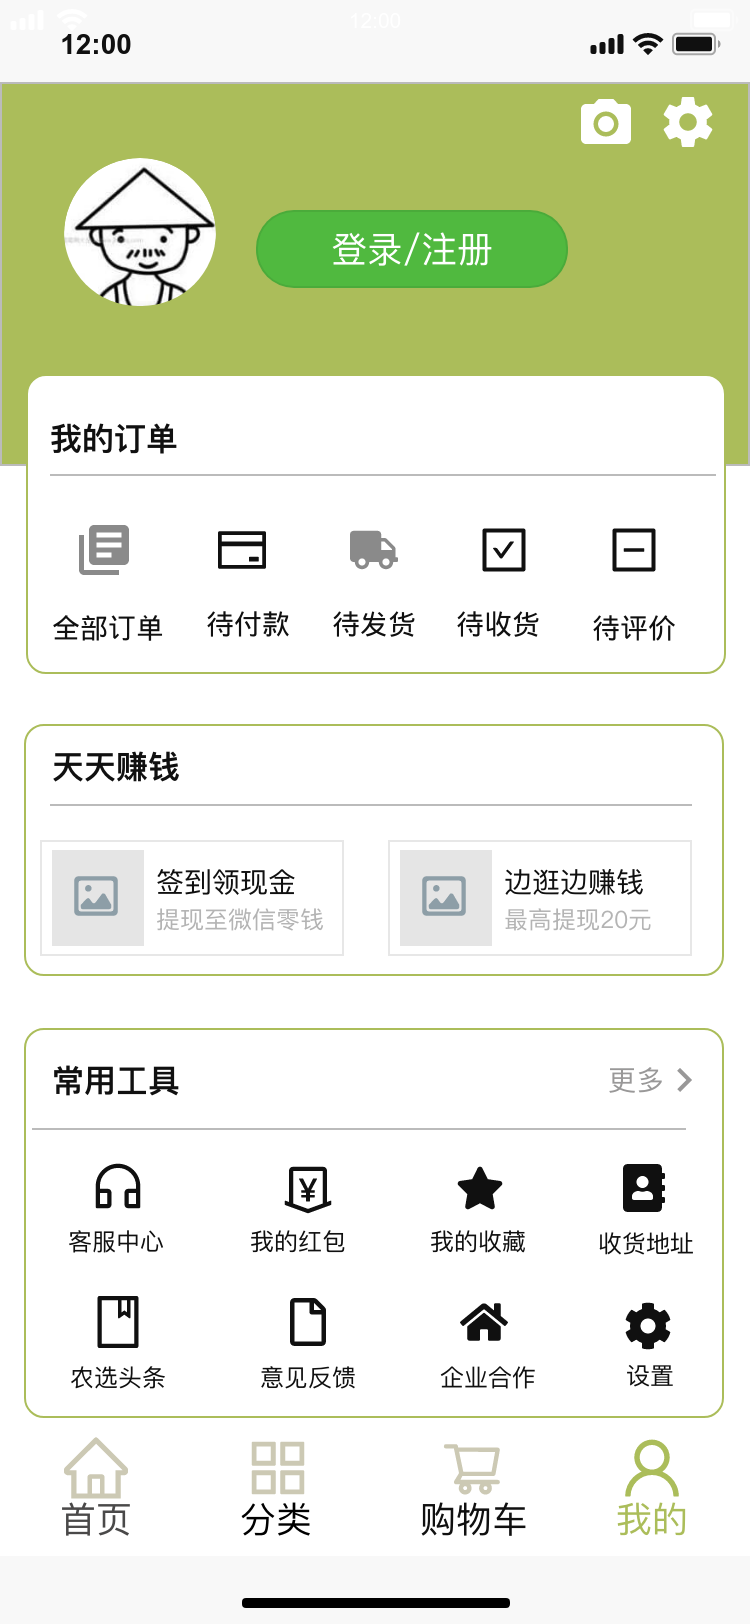 12:00
12:00
登录/注册
我的订单
全部订单 待付款 待发货 待收货 待评价
天天赚钱
签到领现金 边逛边赚钱
提现至微信零钱 最高提现20元
常用工具 更多
客服中心 我的红包 我的收藏 收货地址
农选头条 意见反馈 企业合作 设置
首页 分类 购物车 我的